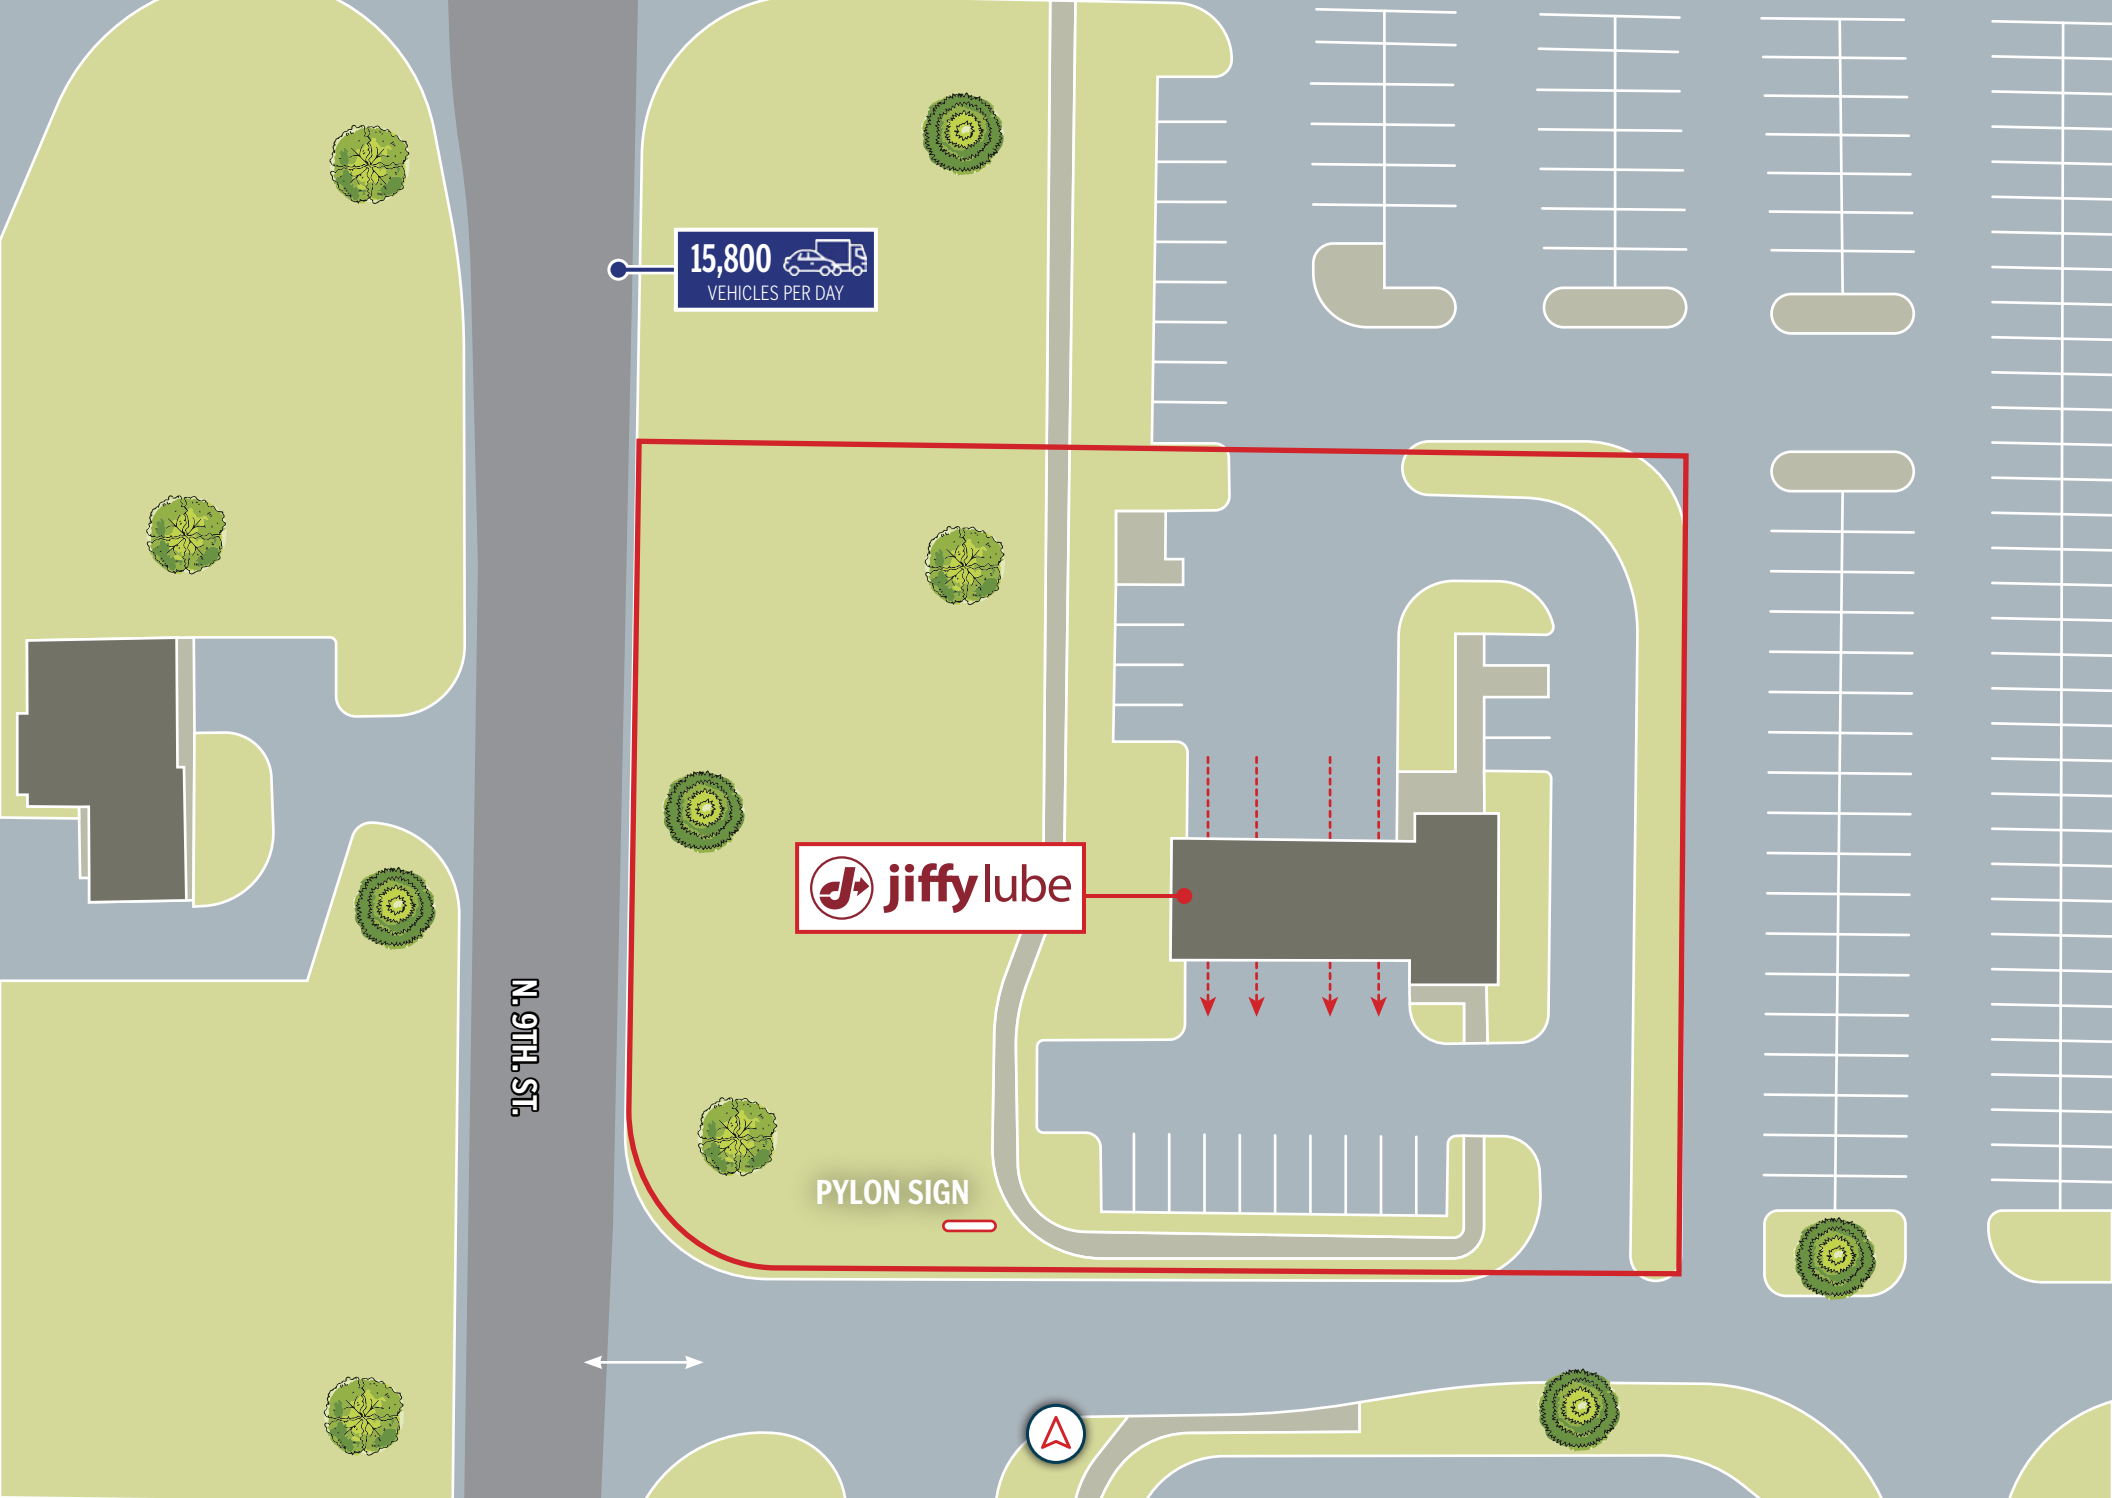 15,800
VEHICLES PER DAY
jiffy lube
N. 9TH. ST.
PYLON SIGN